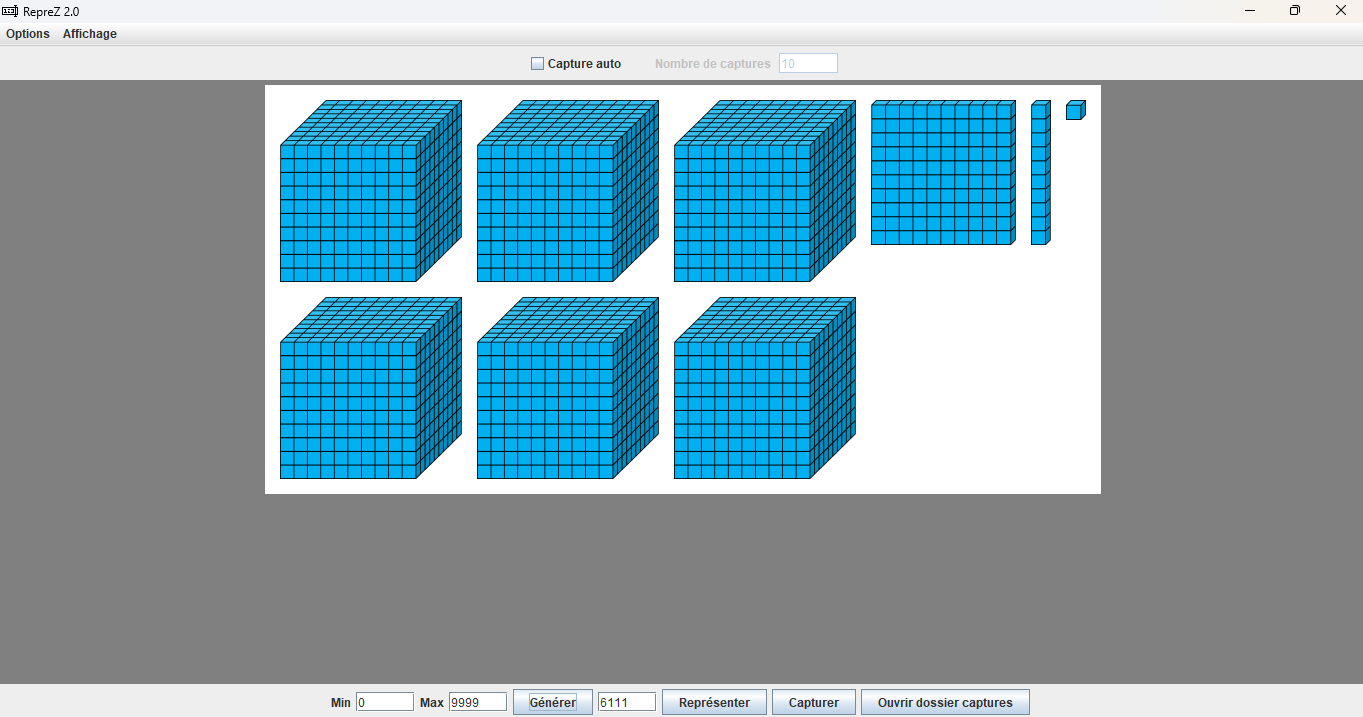 RepreZ 2.0
Options Affichage
Capture auto Nombre de captures 10
Min 0 Max 9999 Générer 6111 Représenter Capturer Ouvrir dossier captures